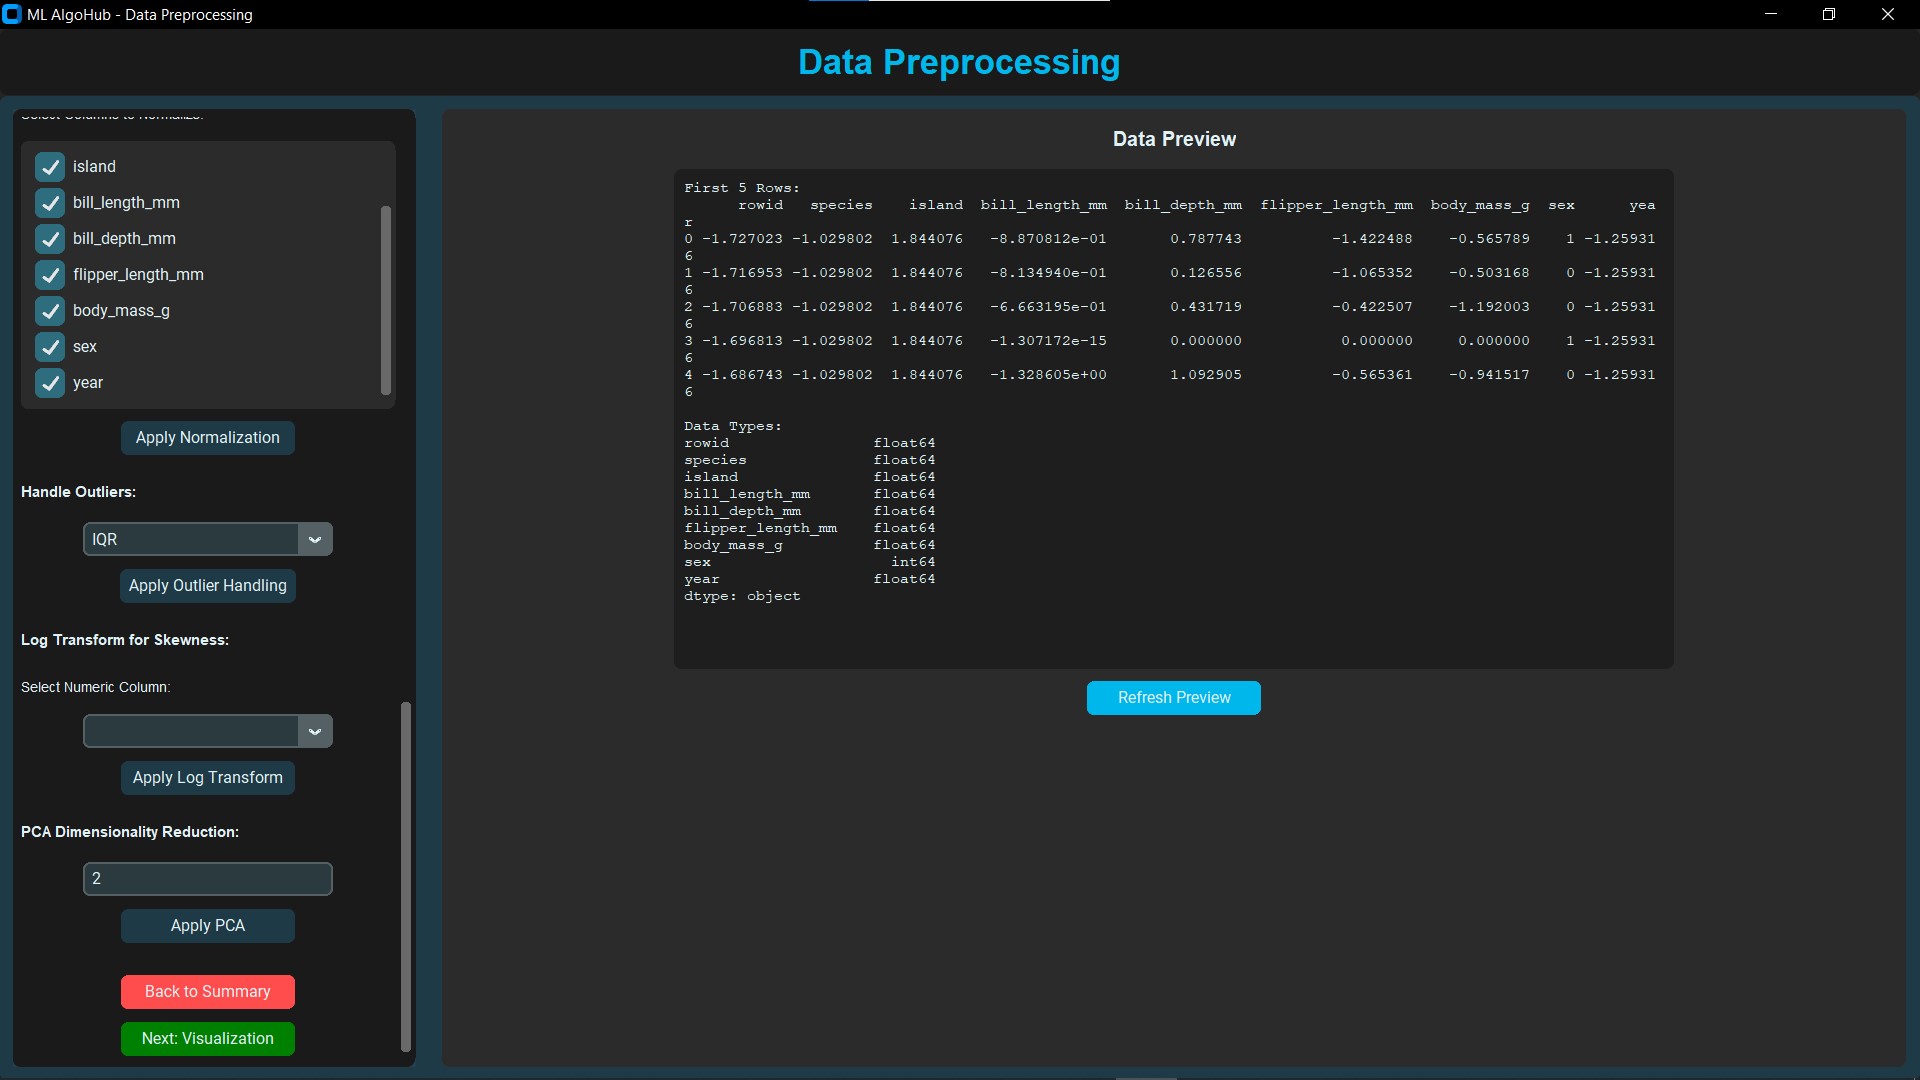 ML AlgoHub - Data Preprocessing
Data Preprocessing
Select Columns to Normalize:
island
bill_length_mm
bill_depth_mm
flipper_length_mm
body_mass_g
sex
year
Apply Normalization
Handle Outliers:
IQR
Apply Outlier Handling
Log Transform for Skewness:
Select Numeric Column:
Apply Log Transform
PCA Dimensionality Reduction:
2
Apply PCA
Back to Summary
Next: Visualization
Data Preview
First 5 Rows:
rowid species island bill_length_mm bill_depth_mm flipper_length_mm body_mass_g sex yea
r
0 -1.727023 -1.029802 1.844076 -8.870812e-01 0.787743 -1.422488 -0.565789 1 -1.25931
6
1 -1.716953 -1.029802 1.844076 -8.134940e-01 0.126556 -1.065352 -0.503168 0 -1.25931
6
2 -1.706883 -1.029802 1.844076 -6.663195e-01 0.431719 -0.422507 -1.192003 0 -1.25931
6
3 -1.696813 -1.029802 1.844076 -1.307172e-15 0.000000 0.000000 0.000000 1 -1.25931
6
4 -1.686743 -1.029802 1.844076 -1.328605e+00 1.092905 -0.565361 -0.941517 0 -1.25931
6
Data Types:
rowid float64
species float64
island float64
bill_length_mm float64
bill_depth_mm float64
flipper_length_mm float64
body_mass_g float64
sex int64
year float64
dtype: object
Refresh Preview